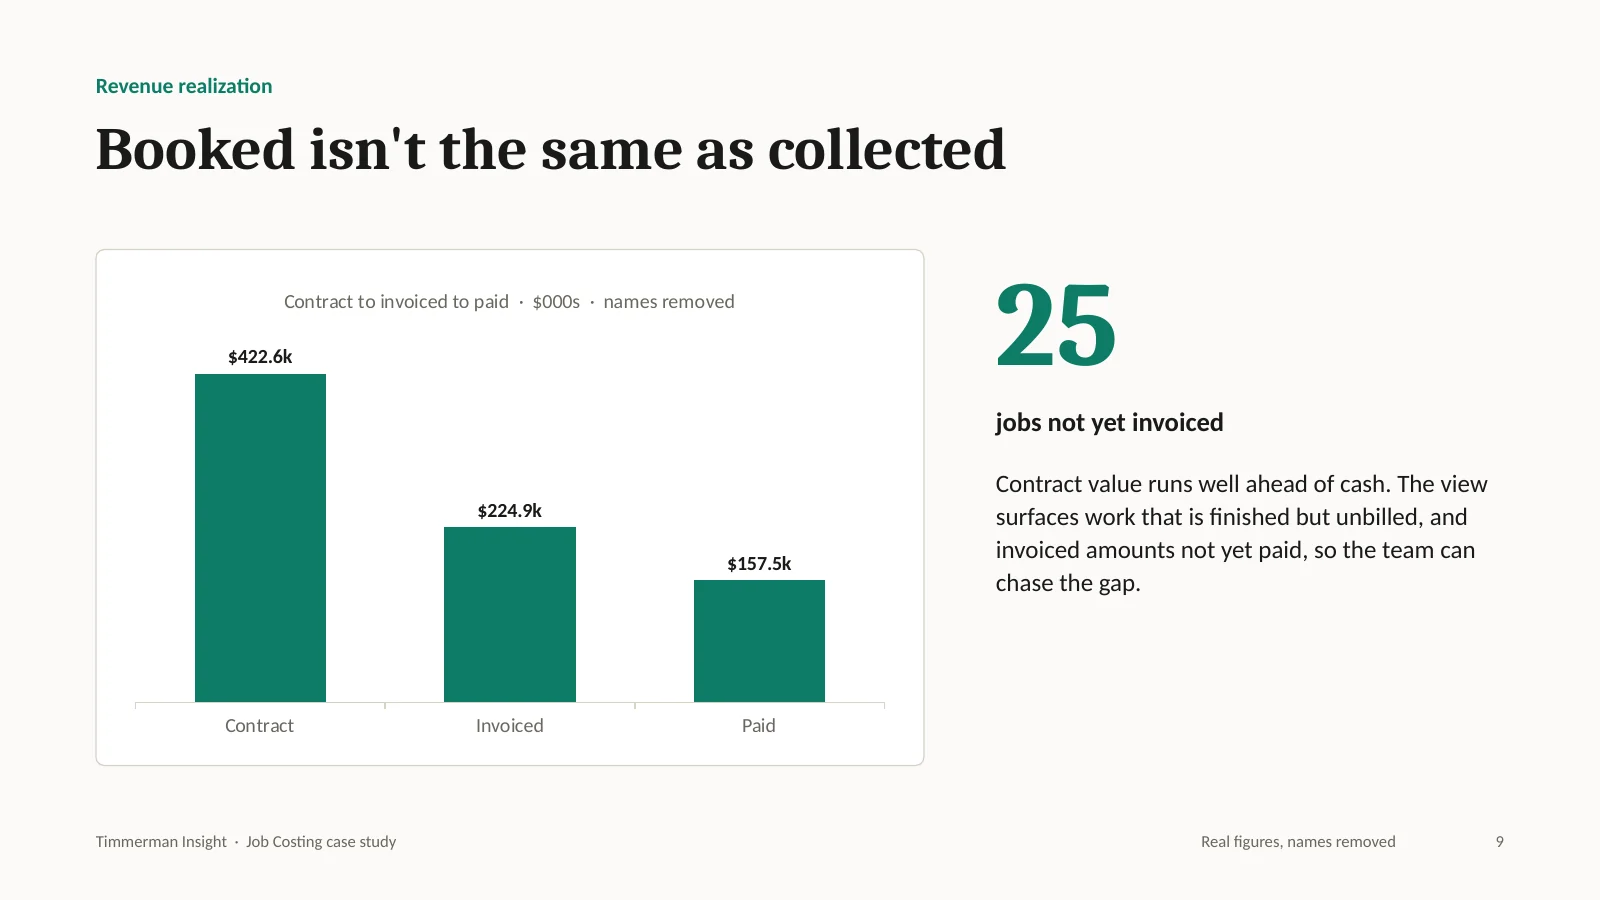 Revenue realization
Booked isn't the same as collected
Contract to invoiced to paid · $000s · names removed
$422.6k
$224.9k
$157.5k
Contract
Invoiced
Paid
25
jobs not yet invoiced
Contract value runs well ahead of cash. The view
surfaces work that is finished but unbilled, and
invoiced amounts not yet paid, so the team can
chase the gap.
Timmerman Insight · Job Costing case study
Real figures, names removed
9